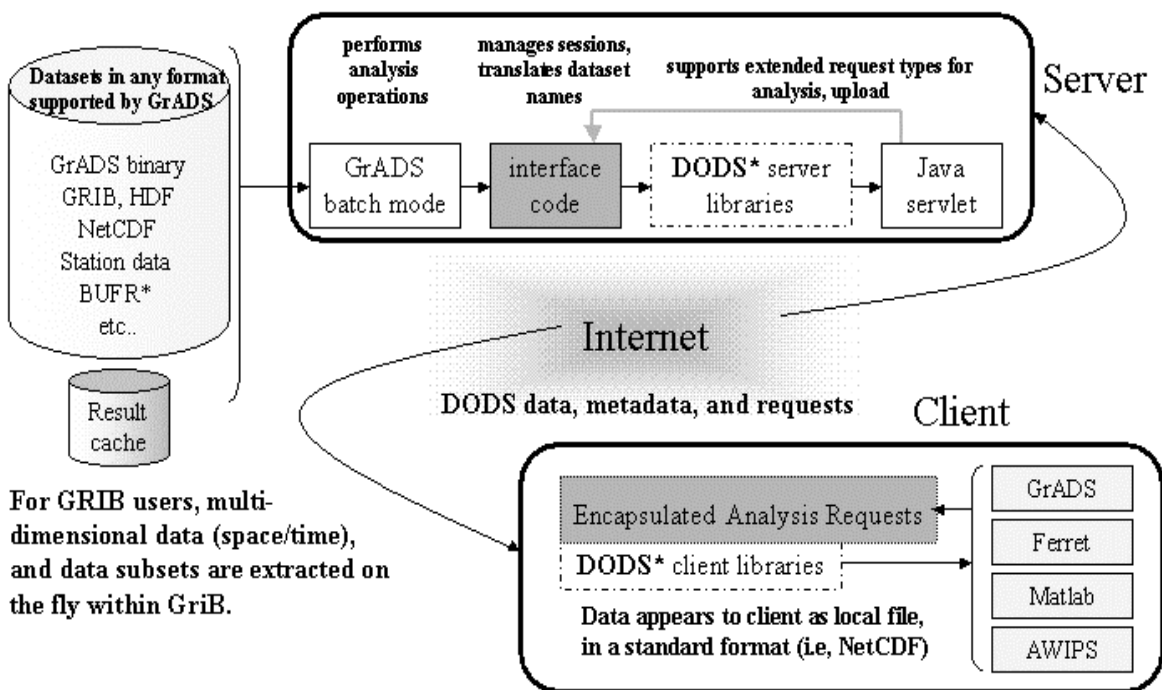 performs
analysis
operations
manages sessions,
translates dataset
names
supports extended request types for
analysis, upload
Server
Datasets in any format
supported by GrADS
GrADS binary
GRIB, HDF
NetCDF
Station data
BUFR*
etc..
GrADS
batch mode
interface
code
DODS* server
libraries
Java
servlet
Internet
DODS data, metadata, and requests
Result
cache
For GRIB users, multi-
dimensional data (space/time),
and data subsets are extracted on
the fly within GriB.
Client
Encapsulated Analysis Requests
DODS* client libraries
Data appears to client as local file,
in a standard format (i.e, NetCDF)
GrADS
Ferret
Matlab
AWIPS